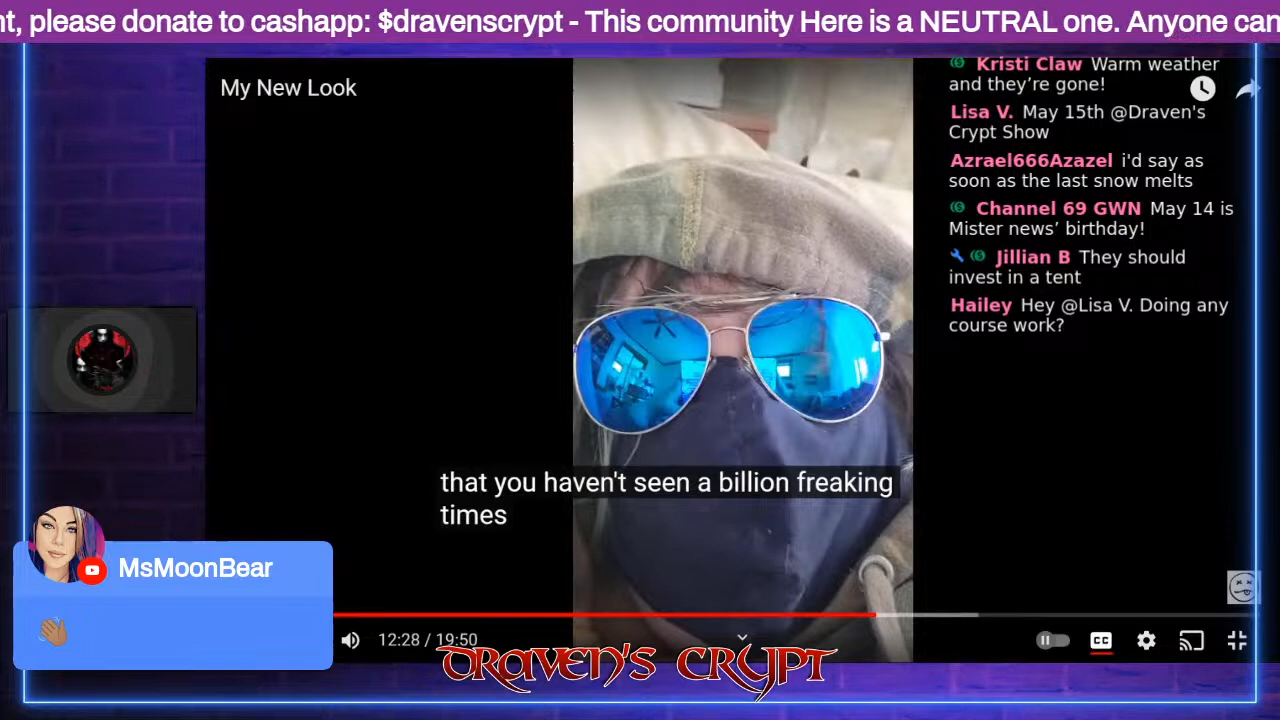 nt, please donate to cashapp: $dravenscrypt - This community Here is a NEUTRAL one. Anyone can
My New Look
Kristi Claw Warm weather
and they’re gone!
Lisa V. May 15th @Draven's
Crypt Show
Azrael666Azazel i'd say as
soon as the last snow melts
Channel 69 GWN May 14 is
Mister news’ birthday!
Jillian B They should
invest in a tent
Hailey Hey @Lisa V. Doing any
course work?
that you haven't seen a billion freaking
times
MsMoonBear
12:28 / 19:50
CC
DRAVEN'S CRYPT